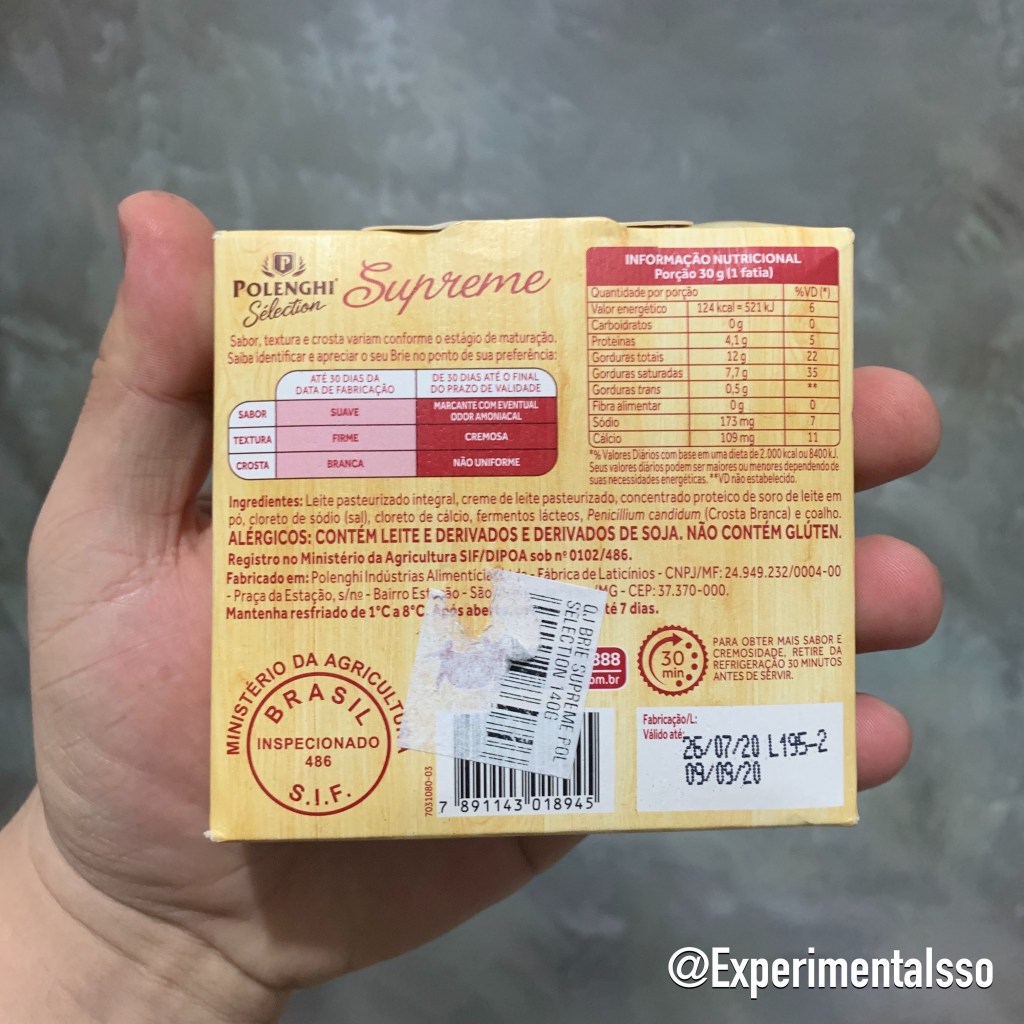 POLENGHI
Sélection
Supreme
Sabor, textura e crosta variam conforme o estágio de maturação.
Saiba identificar e apreciar o seu Brie no ponto de sua preferência:
ATÉ 30 DIAS DA DATA DE FABRICAÇÃO
DE 30 DIAS ATÉ O FINAL DO PRAZO DE VALIDADE
SABOR SUAVE MARCANTE COM EVENTUAL ODOR AMONIACAL
TEXTURA FIRME CREMOSA
CROSTA BRANCA NÃO UNIFORME
INFORMAÇÃO NUTRICIONAL
Porção 30 g (1 fatia)
Quantidade por porção %VD (*)
Valor energético 124 kcal = 521 kJ 6
Carboidratos 0 g 0
Proteínas 4,1 g 5
Gorduras totais 12 g 22
Gorduras saturadas 7,7 g 35
Gorduras trans 0,5 g **
Fibra alimentar 0 g 0
Sódio 173 mg 7
Cálcio 109 mg 11
*% Valores Diários com base em uma dieta de 2.000 kcal ou 8400 kJ.
Seus valores diários podem ser maiores ou menores dependendo de
suas necessidades energéticas. **VD não estabelecido.
Ingredientes: Leite pasteurizado integral, creme de leite pasteurizado, concentrado proteico de soro de leite em
pó, cloreto de sódio (sal), cloreto de cálcio, fermentos lácteos, Penicillium candidum (Crosta Branca) e coalho.
ALÉRGICOS: CONTÉM LEITE E DERIVADOS E DERIVADOS DE SOJA. NÃO CONTÉM GLÚTEN.
Registro no Ministério da Agricultura SIF/DIPOA sob nº 0102/486.
Fabricado em: Polenghi Indústrias - Fábrica de Laticínios - CNPJ/MF: 24.949.232/0004-00
- Praça da Estação, s/nº - Bairro Estação - São /MG - CEP: 37.370-000.
Mantenha resfriado de 1°C a 8°C. Após 7 dias.
QJ BRIE SUPREME POL
SELECTION 140G
888
om.br
30
min
PARA OBTER MAIS SABOR E
CREMOSIDADE, RETIRE DA
REFRIGERAÇÃO 30 MINUTOS
ANTES DE SERVIR.
MINISTÉRIO DA AGRICULTURA
BRASIL
INSPECIONADO
486
S.I.F.
7031080-03
7 891143 018945
Fabricação/L:
Válido até:
26/07/20 L195-2
09/09/20
@ExperimentaIsso